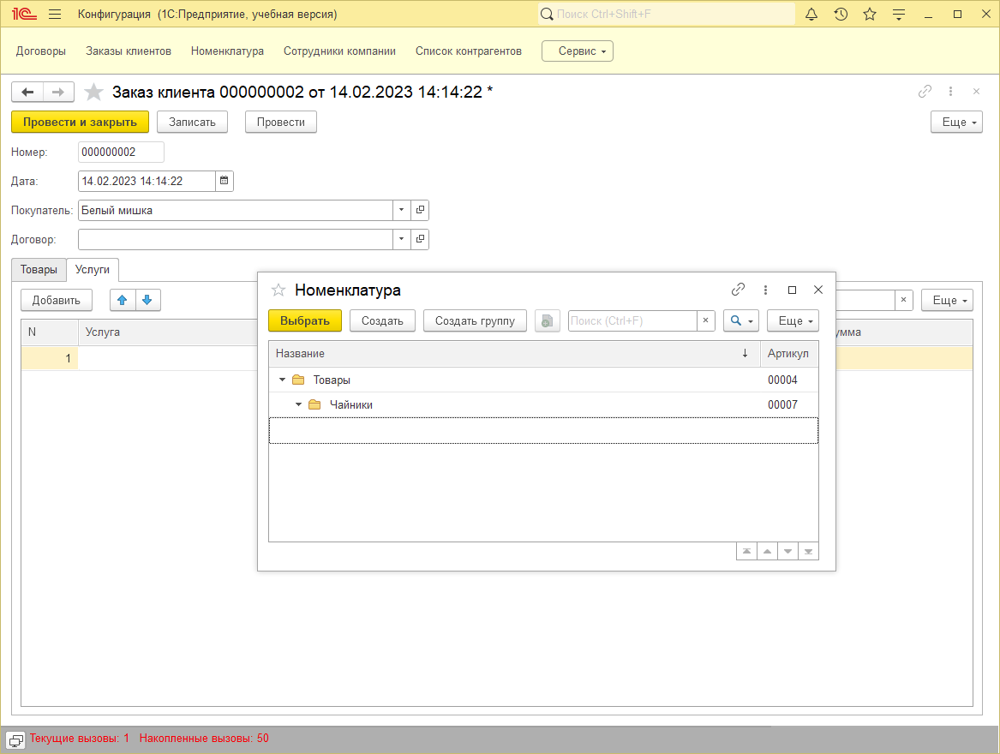 1С Конфигурация (1С:Предприятие, учебная версия) Поиск Ctrl+Shift+F
Договоры Заказы клиентов Номенклатура Сотрудники компании Список контрагентов Сервис
Заказ клиента 000000002 от 14.02.2023 14:14:22 *
Провести и закрыть Записать Провести Еще
Номер: 000000002
Дата: 14.02.2023 14:14:22
Покупатель: Белый мишка
Договор:
Товары Услуги
Добавить × Еще
N Услуга умма
1
Номенклатура
Выбрать Создать Создать группу Поиск (Ctrl+F) × Еще
Название ↓ Артикул
Товары 00004
Чайники 00007
Текущие вызовы: 1 Накопленные вызовы: 50